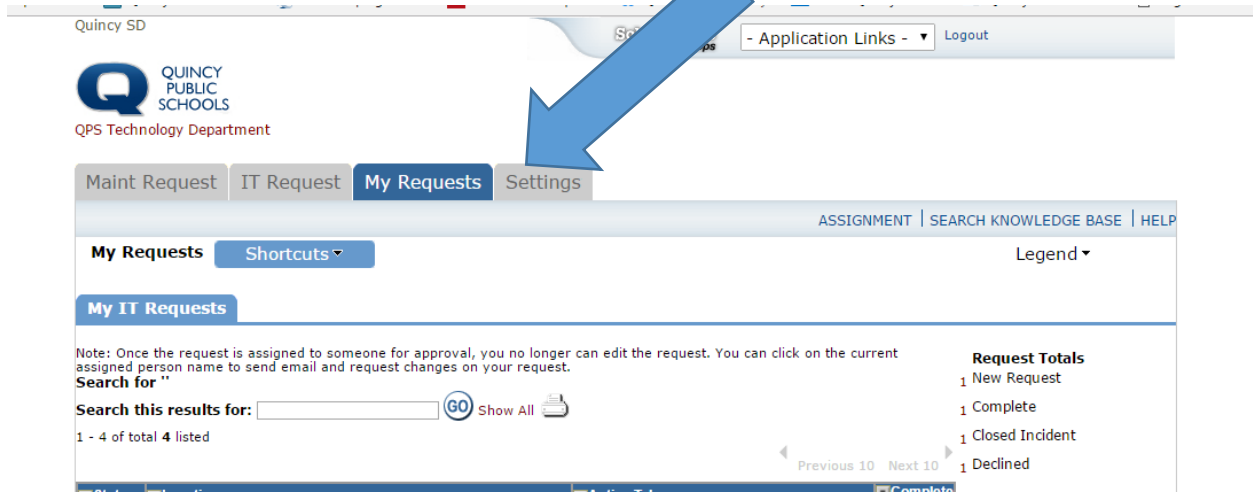 Quincy SD
- Application Links - Logout
QUINCY
PUBLIC
SCHOOLS
QPS Technology Department
Maint Request IT Request My Requests Settings
ASSIGNMENT | SEARCH KNOWLEDGE BASE | HELP
My Requests Shortcuts Legend
My IT Requests
Note: Once the request is assigned to someone for approval, you no longer can edit the request. You can click on the current
assigned person name to send email and request changes on your request.
Search for ''
Search this results for: GO Show All
1 - 4 of total 4 listed
Previous 10 Next 10
Request Totals
1 New Request
1 Complete
1 Closed Incident
1 Declined
Complete